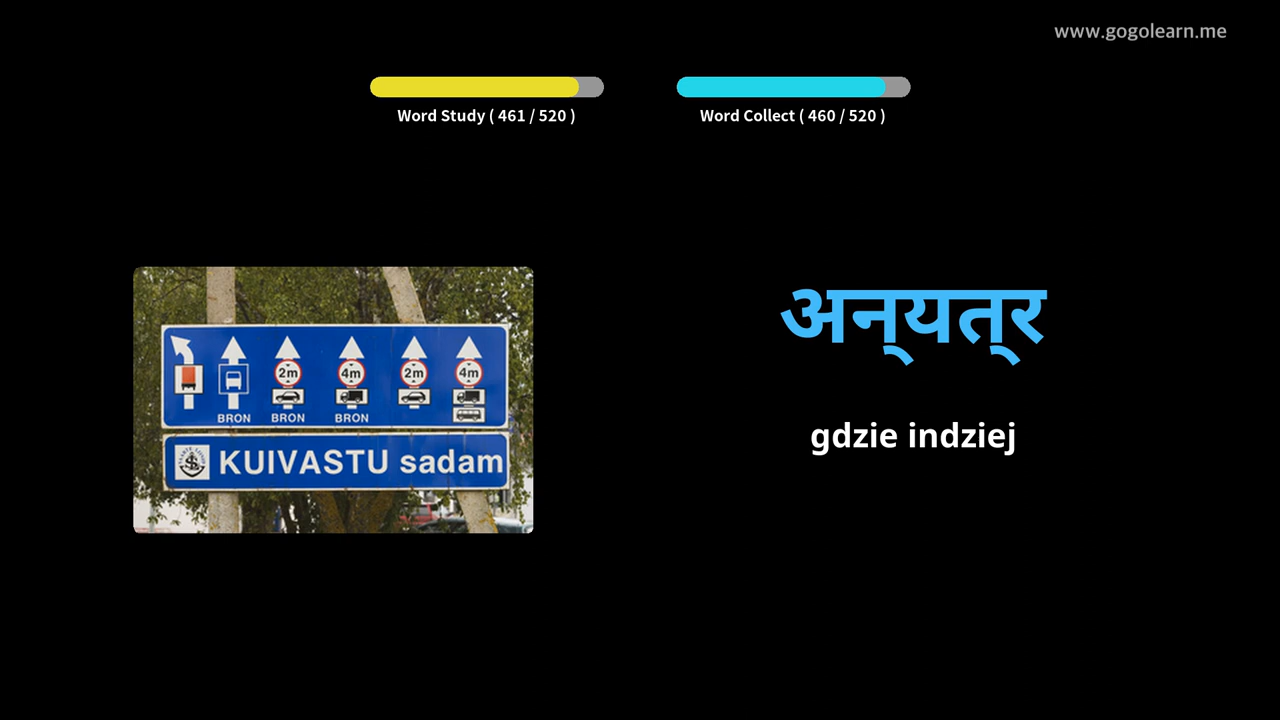 www.gogolearn.me
Word Study ( 461 / 520 )
Word Collect ( 460 / 520 )
2m 4m 2m 4m
BRON BRON BRON
KUIVASTU sadam
अन्‌यत्‌र
gdzie indziej